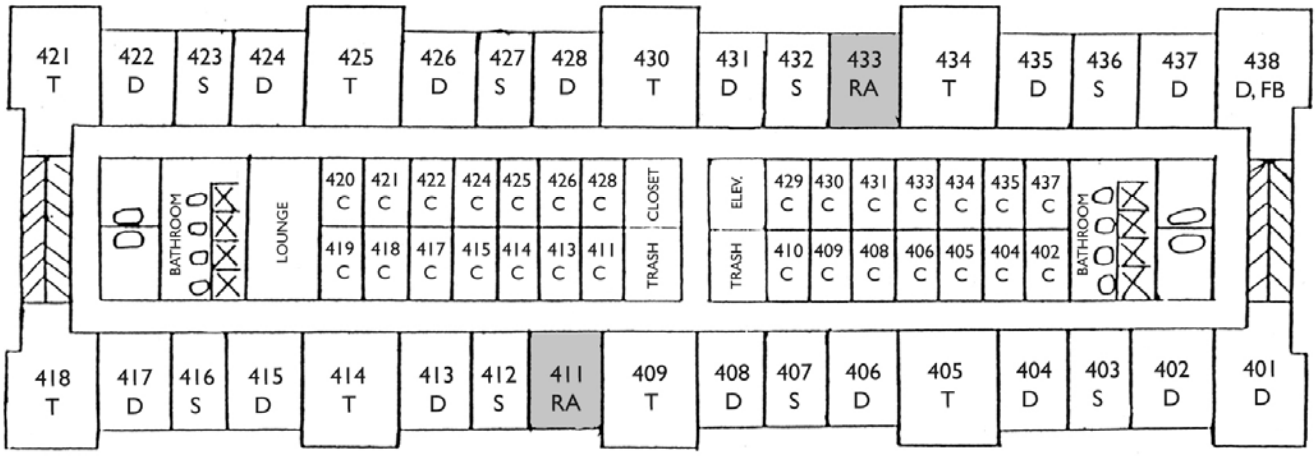 421 422 423 424 425 426 427 428 430 431 432 433 434 435 436 437 438
T D S D T D S D T D S RA T D S D D, FB
420 421 422 424 425 426 428 CLOSET ELEV. 429 430 431 433 434 435 437
C C C C C C C C C C C C C C
BATHROOM LOUNGE BATHROOM
419 418 417 415 414 413 411 TRASH TRASH 410 409 408 406 405 404 402
C C C C C C C C C C C C C C
418 417 416 415 414 413 412 411 409 408 407 406 405 404 403 402 401
T D S D T D S RA T D S D T D S D D